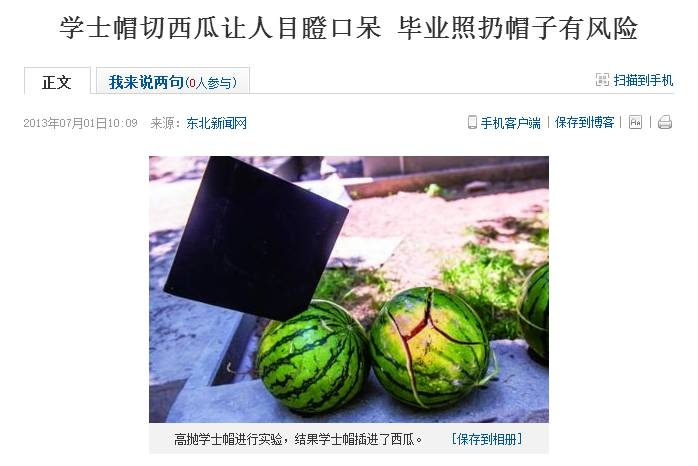 学士帽切西瓜让人目瞪口呆 毕业照扔帽子有风险
正文 我来说两句(0人参与) 扫描到手机
2013年07月01日10:09 来源：东北新闻网 手机客户端 | 保存到博客 | Aa |
高抛学士帽进行实验，结果学士帽插进了西瓜。 [保存到相册]